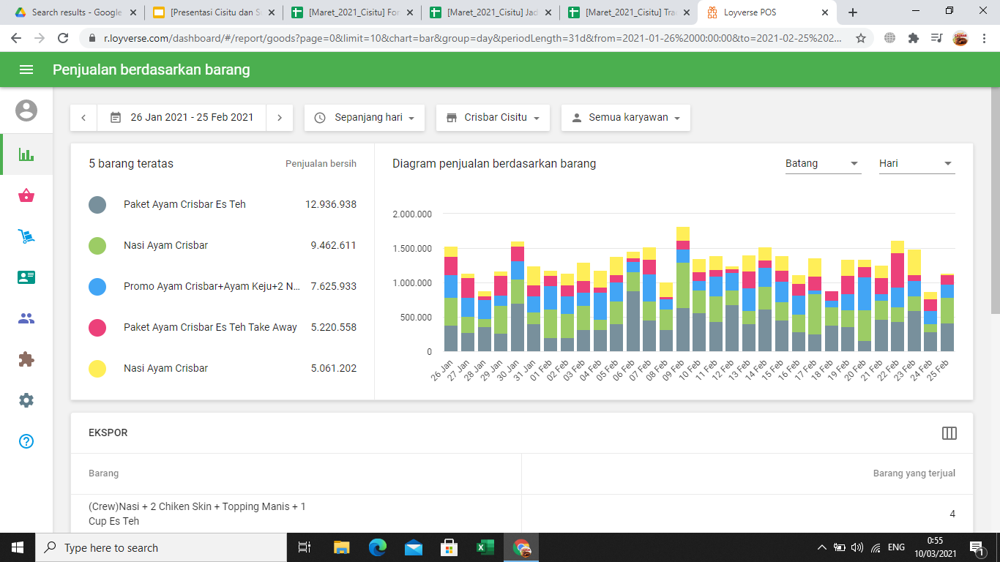 Search results - Google
[Presentasi Cisitu dan S
[Maret_2021_Cisitu] For
[Maret_2021_Cisitu] Jad
[Maret_2021_Cisitu] Tra
Loyverse POS
r.loyverse.com/dashboard/#/report/goods?page=0&limit=10&chart=bar&group=day&periodLength=31d&from=2021-01-26%2000:00:00&to=2021-02-25%202...
Penjualan berdasarkan barang
26 Jan 2021 - 25 Feb 2021
Sepanjang hari
Crisbar Cisitu
Semua karyawan
5 barang teratas
Penjualan bersih
Paket Ayam Crisbar Es Teh 12.936.938
Nasi Ayam Crisbar 9.462.611
Promo Ayam Crisbar+Ayam Keju+2 N... 7.625.933
Paket Ayam Crisbar Es Teh Take Away 5.220.558
Nasi Ayam Crisbar 5.061.202
Diagram penjualan berdasarkan barang
Batang
Hari
2.000.000
1.500.000
1.000.000
500.000
0
26 Jan
27 Jan
28 Jan
29 Jan
30 Jan
31 Jan
01 Feb
02 Feb
03 Feb
04 Feb
05 Feb
06 Feb
07 Feb
08 Feb
09 Feb
10 Feb
11 Feb
12 Feb
13 Feb
14 Feb
15 Feb
16 Feb
17 Feb
18 Feb
19 Feb
20 Feb
21 Feb
22 Feb
23 Feb
24 Feb
25 Feb
EKSPOR
Barang
Barang yang terjual
(Crew)Nasi + 2 Chiken Skin + Topping Manis + 1
Cup Es Teh
4
Type here to search
ENG
0:55
10/03/2021
1